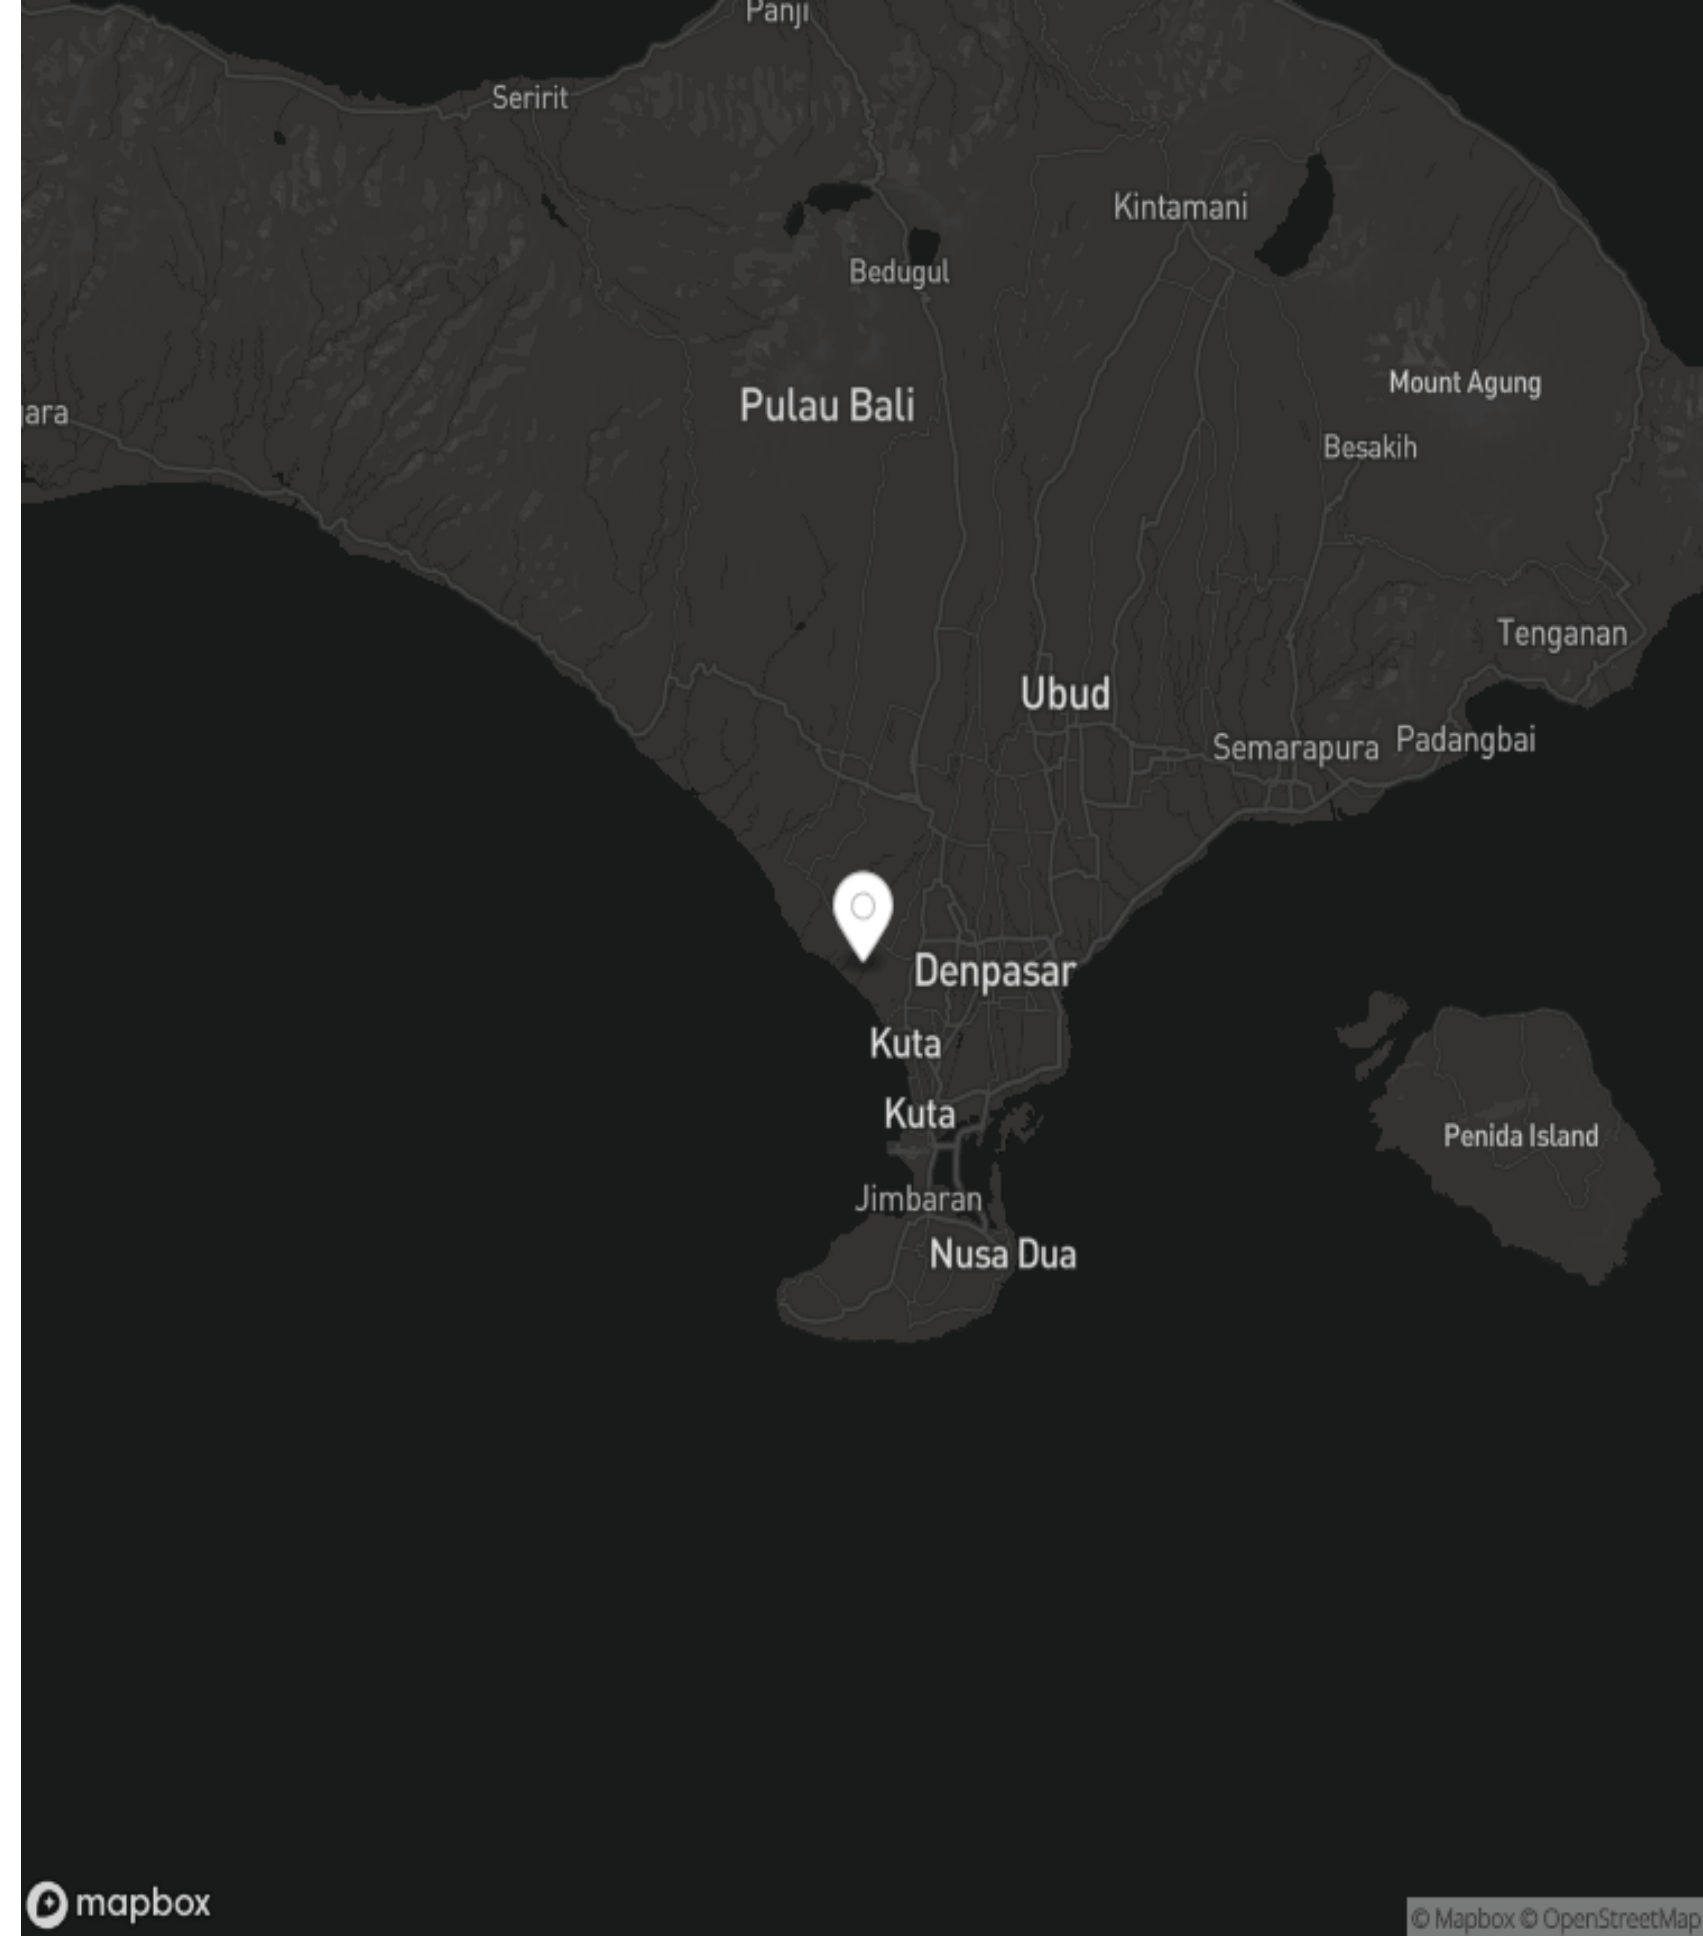 Panji
Seririt
Kintamani
Bedugul
Mount Agung
Pulau Bali
ara
Besakih
Tenganan
Ubud
Semarapura
Padangbai
Denpasar
Kuta
Kuta
Penida Island
Jimbaran
Nusa Dua
mapbox
© Mapbox © OpenStreetMap